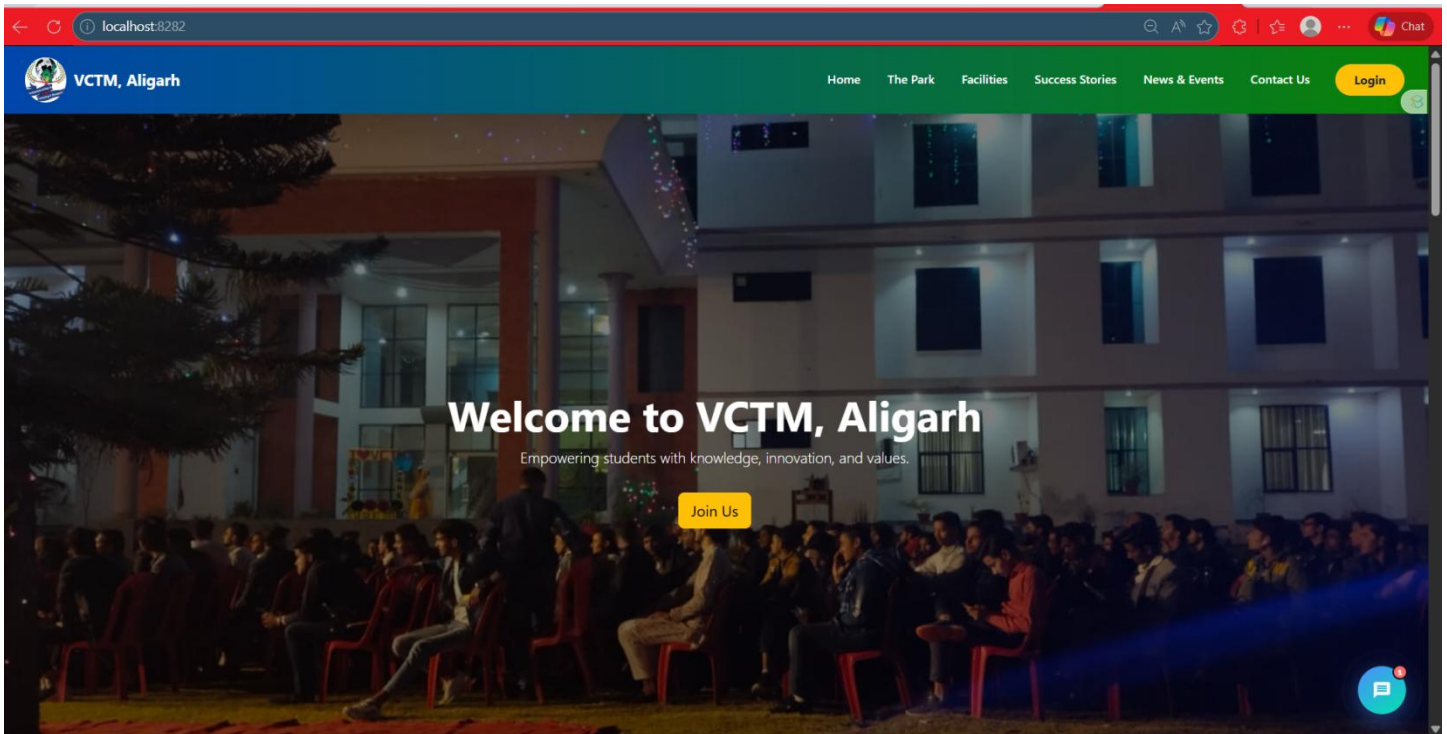 localhost:8282
Chat
VCTM, Aligarh
Home The Park Facilities Success Stories News & Events Contact Us Login
Welcome to VCTM, Aligarh
Empowering students with knowledge, innovation, and values.
Join Us